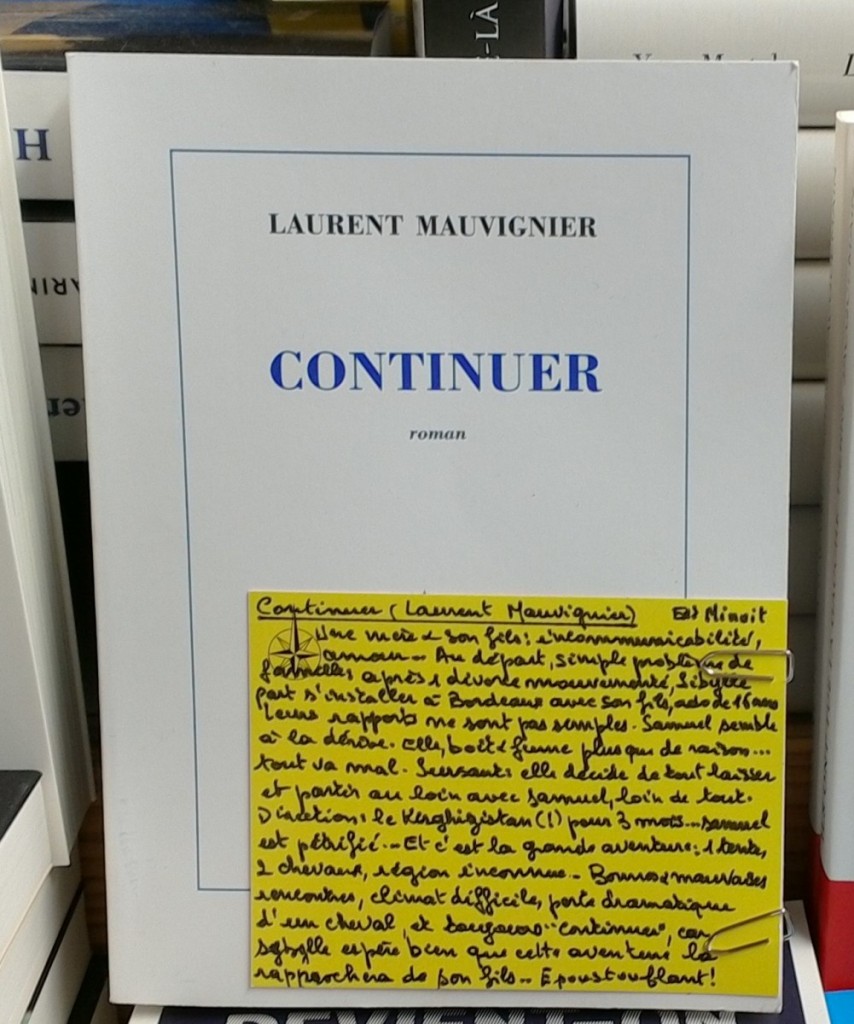 -LÀ
H
LAURENT MAUVIGNIER
CONTINUER
roman
Continuer (Laurent Mauvignier) Ed Minuit
Une mère & son fils : incommunicabilité,
amour... Au départ, simple problème de
famille, après 1 divorce mouvementé, Sibylle
part s'installer à Bordeaux avec son fils, ado de 16 ans
Leurs rapports ne sont pas simples. Samuel semble
à la dérive. Elle, boit & fume plus que de raison...
tout va mal. Sursaut : elle décide de tout laisser
et partir au loin avec Samuel, loin de tout.
Direction : le Kirghizistan (!) pour 3 mois... Samuel
est pétrifié... Et c'est la grande aventure : 1 tente,
2 chevaux, région inconnue... Bonnes & mauvaises
rencontres, climat difficile, perte dramatique
d'un cheval, et toujours "continuer", car
Sybylle espère bien que cette aventure la
rapprochera de son fils... Epoustouflant !